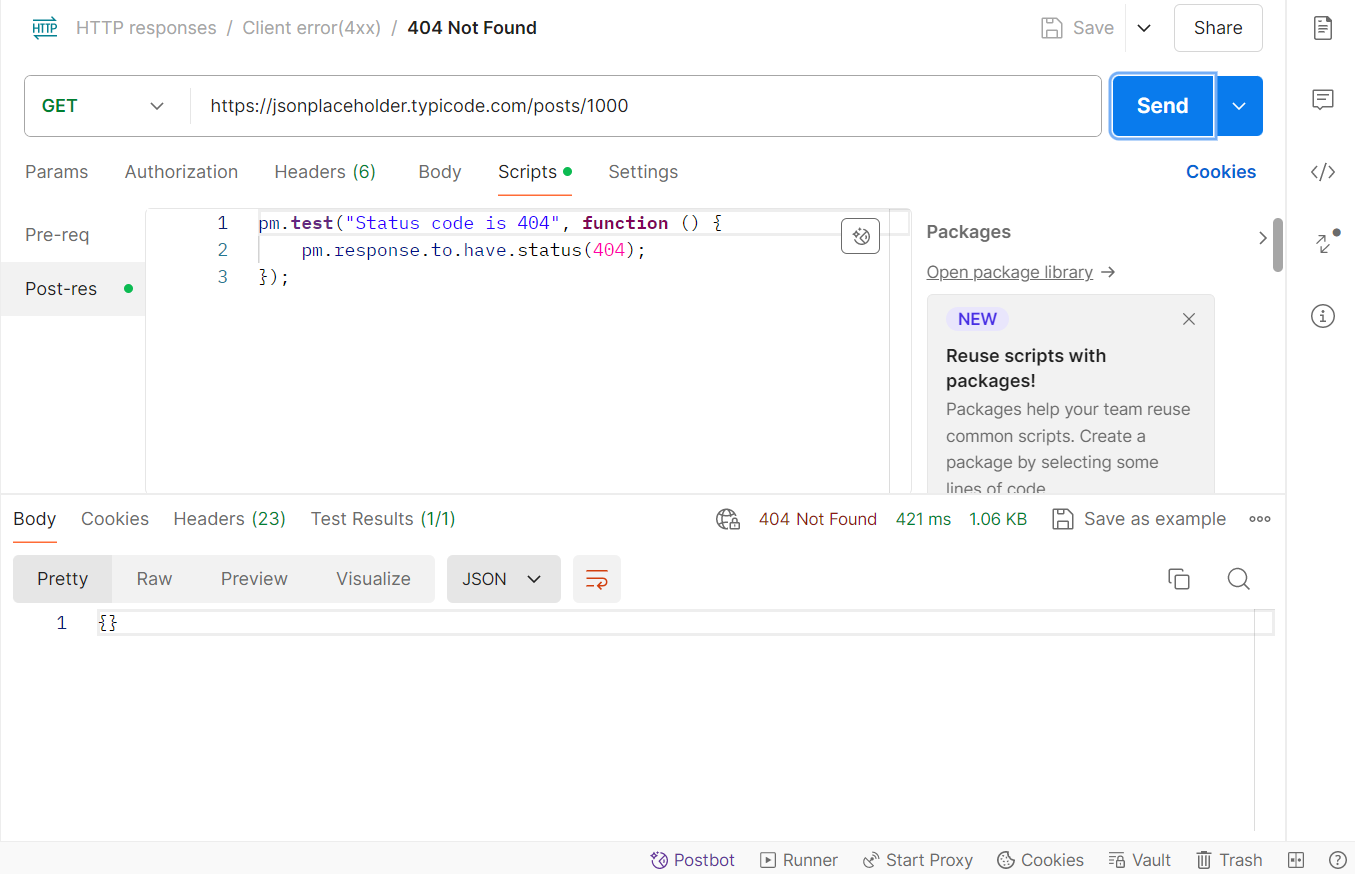 HTTP HTTP responses / Client error(4xx) / 404 Not Found Save Share
GET https://jsonplaceholder.typicode.com/posts/1000 Send
Params Authorization Headers (6) Body Scripts Settings Cookies
Pre-req
Post-res
1 pm.test("Status code is 404", function () {
2 pm.response.to.have.status(404);
3 });
Packages
Open package library →
NEW
Reuse scripts with
packages!
Packages help your team reuse
common scripts. Create a
package by selecting some
lines of code
Body Cookies Headers (23) Test Results (1/1) 404 Not Found 421 ms 1.06 KB Save as example
Pretty Raw Preview Visualize JSON
1 {}
Postbot Runner Start Proxy Cookies Vault Trash